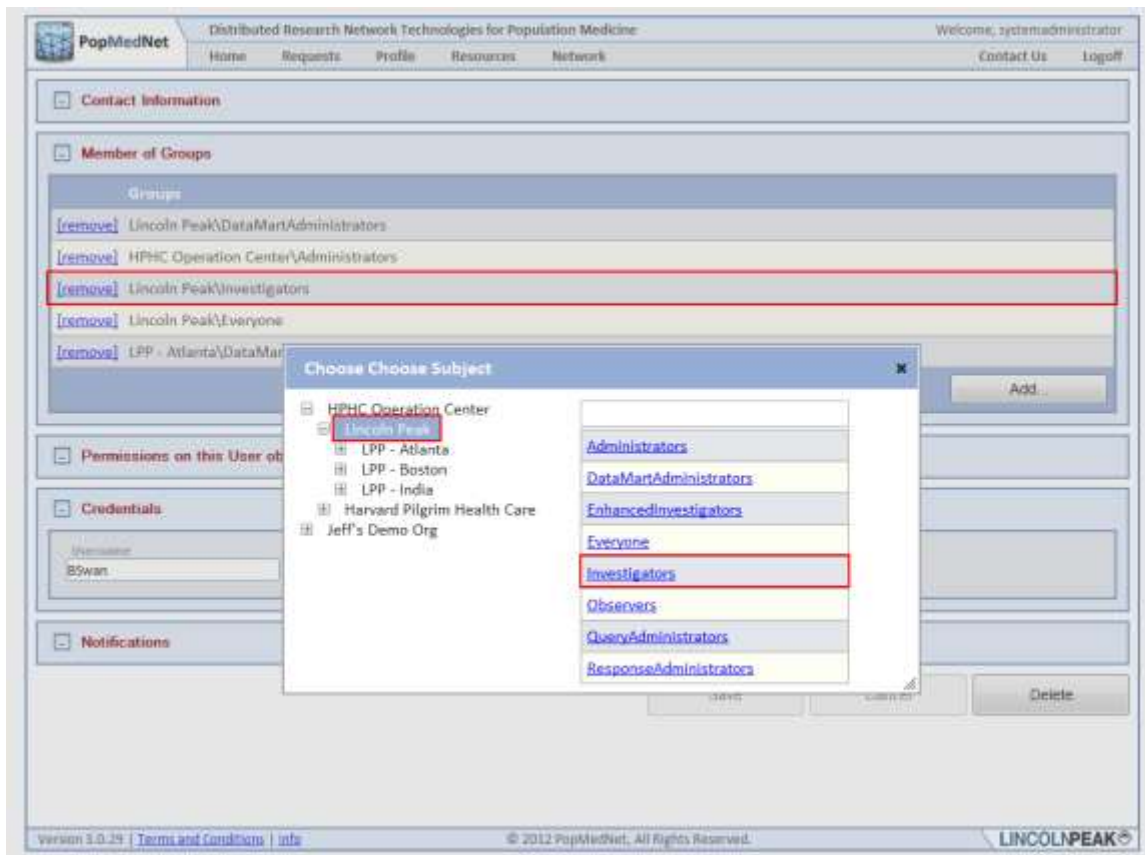 PopMedNet
Distributed Research Network Technologies for Population Medicine
Welcome, systemadministrator
Home Requests Profile Resources Network
Contact Us Logoff
Contact Information
Member of Groups
Groups
[remove] Lincoln Peak\DataMartAdministrators
[remove] HPHC Operation Center\Administrators
[remove] Lincoln Peak\Investigators
[remove] Lincoln Peak\Everyone
[remove] LPP - Atlanta\DataMar
Add...
Choose Choose Subject
HPHC Operation Center
Lincoln Peak
LPP - Atlanta
LPP - Boston
LPP - India
Harvard Pilgrim Health Care
Jeff's Demo Org
Administrators
DataMartAdministrators
EnhancedInvestigators
Everyone
Investigators
Observers
QueryAdministrators
ResponseAdministrators
Permissions on this User ob
Credentials
Username
BSwan
Notifications
Save Cancel Delete
Version 3.0.29 | Terms and Conditions | Info
© 2012 PopMedNet, All Rights Reserved.
LINCOLNPEAK